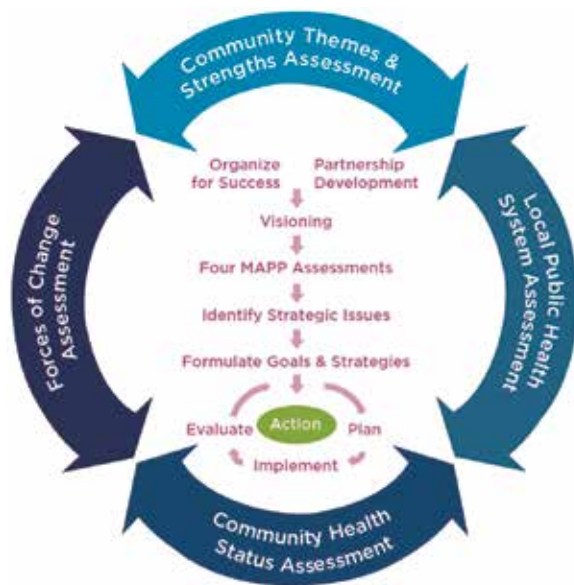 Community Themes &
Strengths Assessment
Organize
for Success
Partnership
Development
Visioning
Four MAPP Assessments
Identify Strategic Issues
Formulate Goals & Strategies
Evaluate
Action
Plan
Implement
Forces of Change
Assessment
Local Public Health
System Assessment
Community Health
Status Assessment